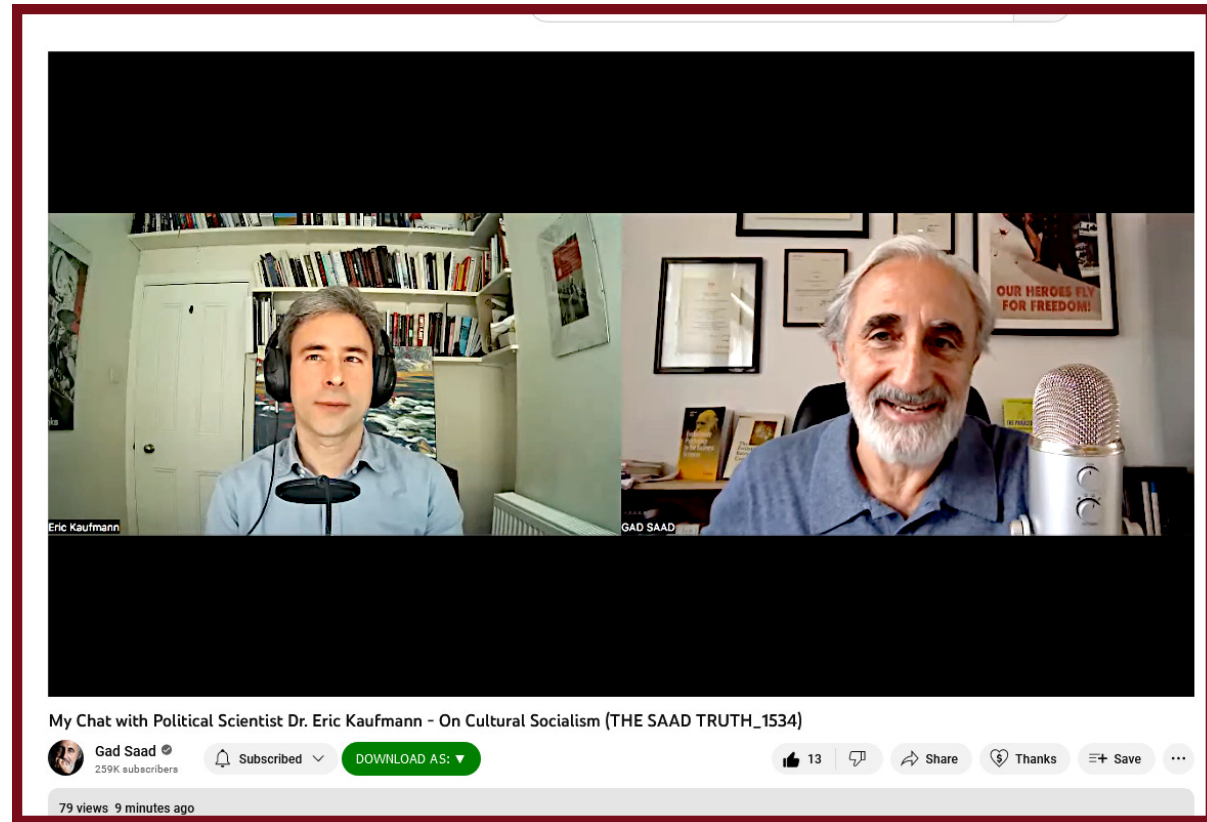 OUR HEROES FLY
FOR FREEDOM!
Eric Kaufmann
GAD SAAD
My Chat with Political Scientist Dr. Eric Kaufmann - On Cultural Socialism (THE SAAD TRUTH_1534)
Gad Saad
259K subscribers
Subscribed
DOWNLOAD AS: ▼
13
Share
Thanks
Save
79 views 9 minutes ago